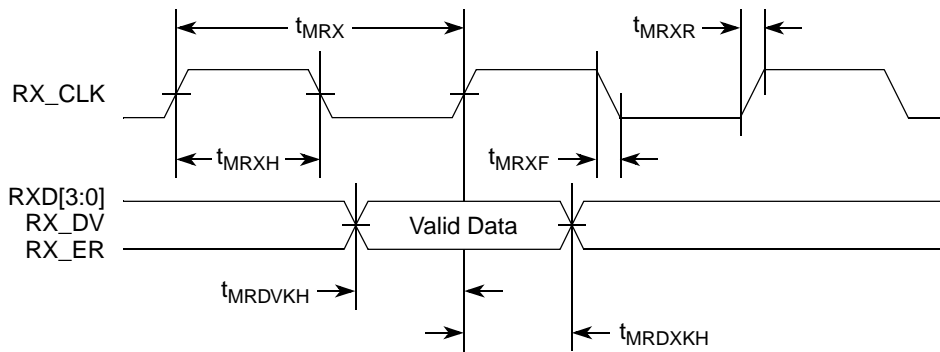 tMRX
tMRXR
RX_CLK
tMRXH
tMRXF
RXD[3:0]
RX_DV
Valid Data
RX_ER
tMRDVKH
tMRDXKH